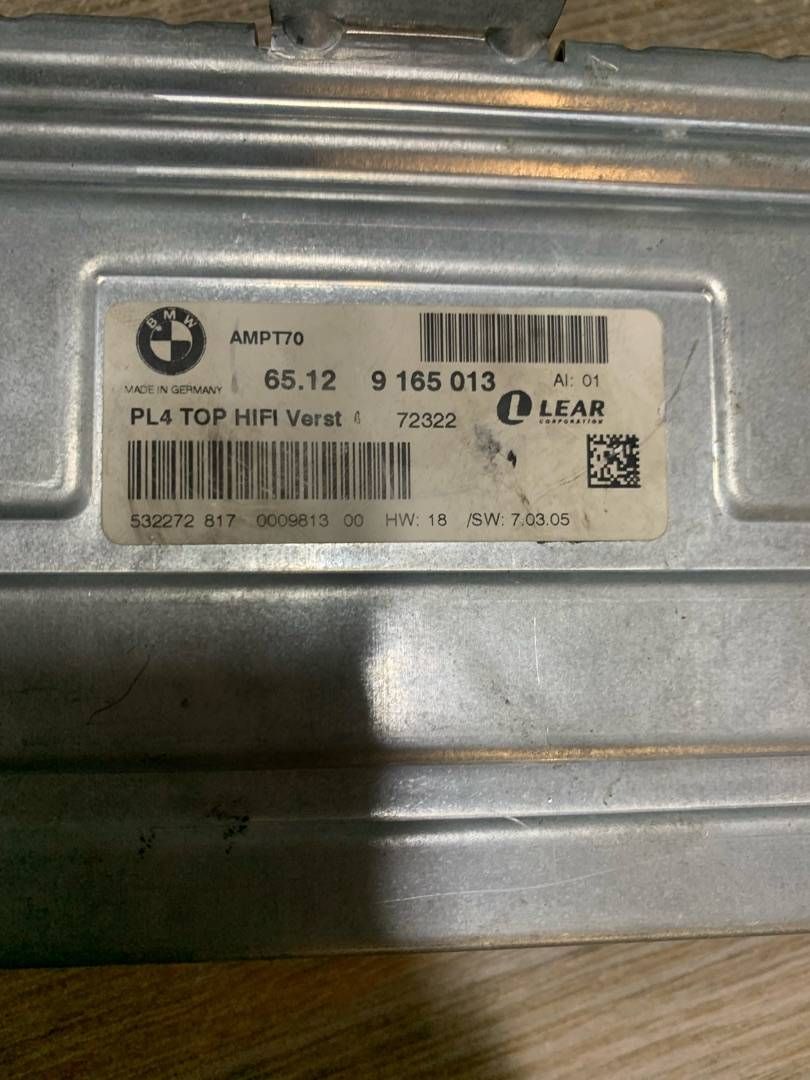 BMW
AMPT70
MADE IN GERMANY
65.12 9 165 013 AI: 01
PL4 TOP HIFI Verst 72322
LEAR
CORPORATION
532272 817 0009813 00 HW: 18 /SW: 7.03.05